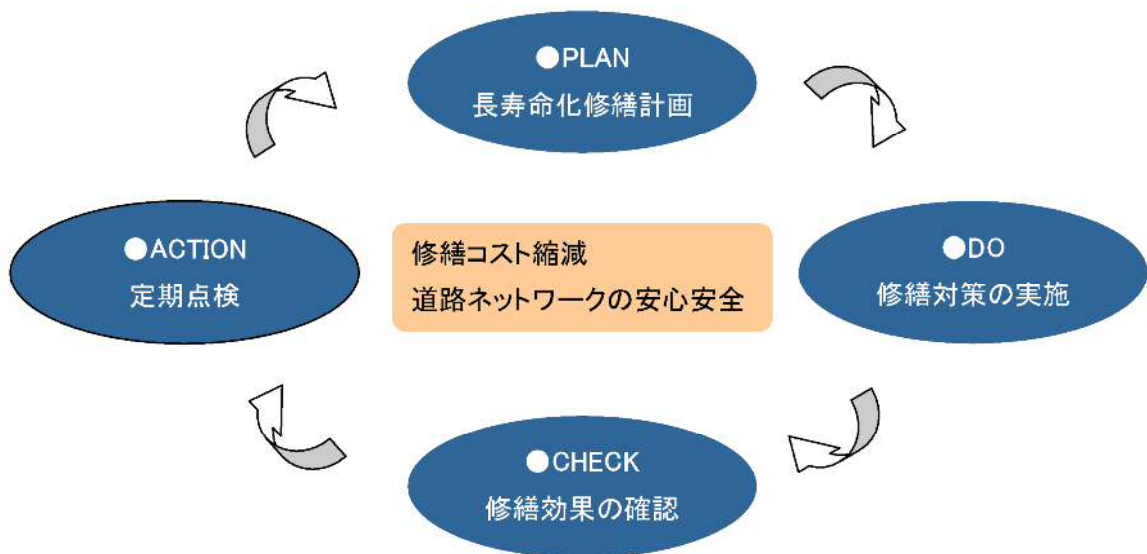 ●PLAN
長寿命化修繕計画
●ACTION
定期点検
修繕コスト縮減
道路ネットワークの安心安全
●DO
修繕対策の実施
●CHECK
修繕効果の確認